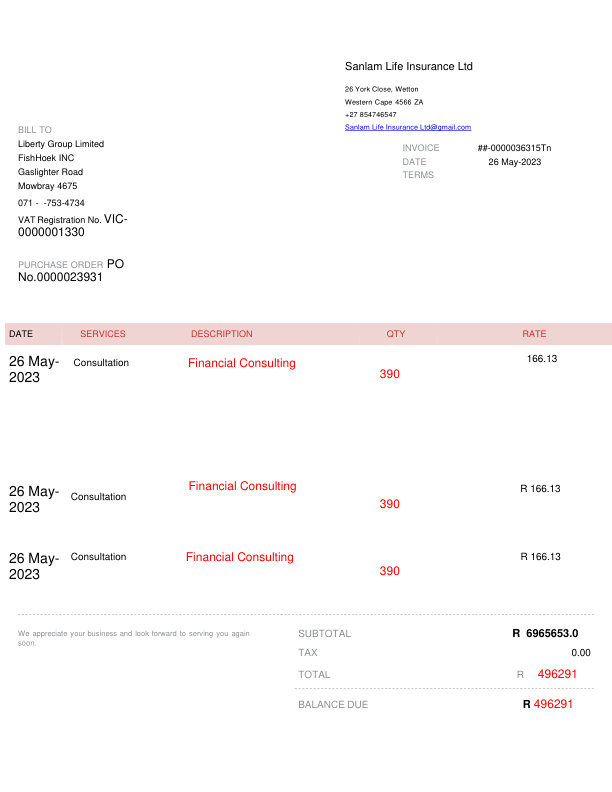 Sanlam Life Insurance Ltd
26 York Close, Wetton
Western Cape 4566 ZA
+27 854746547
Sanlam Life Insurance Ltd@gmail.com
BILL TO
Liberty Group Limited
FishHoek INC
Gaslighter Road
Mowbray 4675
071 -  -753-4734
VAT Registration No. VIC-
0000001330
INVOICE ##-0000036315Tn
DATE 26 May-2023
TERMS
PURCHASE ORDER PO
No.0000023931
DATE SERVICES DESCRIPTION QTY RATE
26 May-
2023
Consultation Financial Consulting 390 166.13
26 May-
2023
Consultation Financial Consulting 390 R 166.13
26 May-
2023
Consultation Financial Consulting 390 R 166.13
We appreciate your business and look forward to serving you again
soon.
SUBTOTAL R 6965653.0
TAX 0.00
TOTAL R 496291
BALANCE DUE R 496291